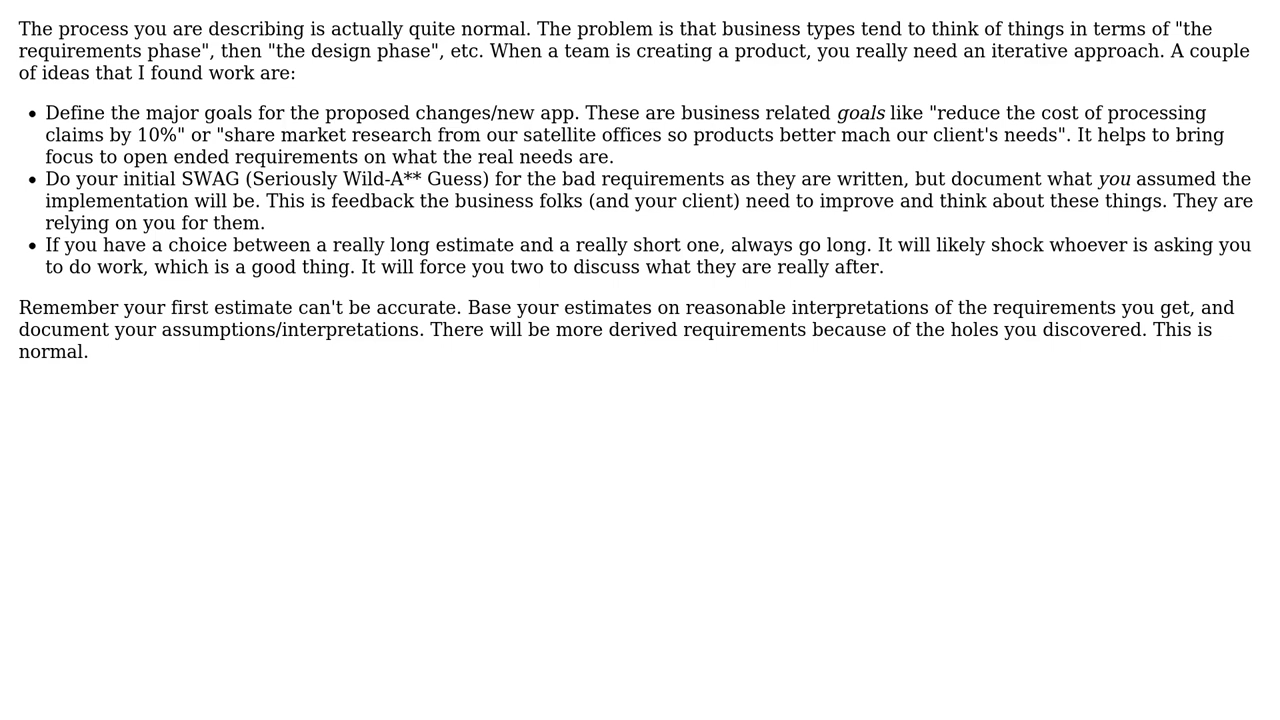 The process you are describing is actually quite normal. The problem is that business types tend to think of things in terms of "the
requirements phase", then "the design phase", etc. When a team is creating a product, you really need an iterative approach. A couple
of ideas that I found work are:
• Define the major goals for the proposed changes/new app. These are business related goals like "reduce the cost of processing
claims by 10%" or "share market research from our satellite offices so products better mach our client's needs". It helps to bring
focus to open ended requirements on what the real needs are.
• Do your initial SWAG (Seriously Wild-A** Guess) for the bad requirements as they are written, but document what you assumed the
implementation will be. This is feedback the business folks (and your client) need to improve and think about these things. They are
relying on you for them.
• If you have a choice between a really long estimate and a really short one, always go long. It will likely shock whoever is asking you
to do work, which is a good thing. It will force you two to discuss what they are really after.
Remember your first estimate can't be accurate. Base your estimates on reasonable interpretations of the requirements you get, and
document your assumptions/interpretations. There will be more derived requirements because of the holes you discovered. This is
normal.